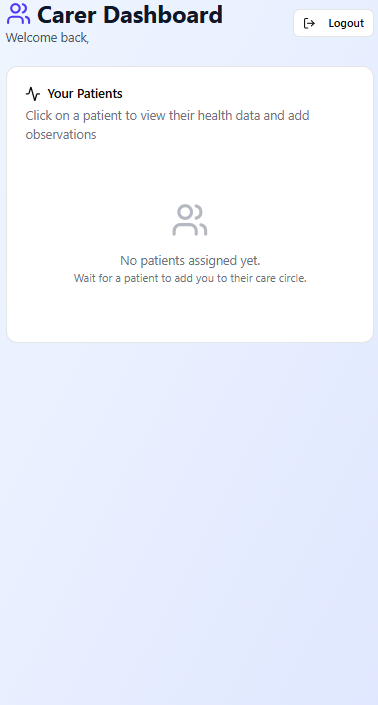 Carer Dashboard
Logout
Welcome back,
Your Patients
Click on a patient to view their health data and add
observations
No patients assigned yet.
Wait for a patient to add you to their care circle.